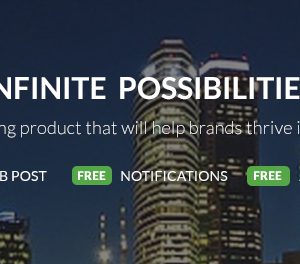 NFINITE POSSIBILITIE
ng product that will help brands thrive i
B POST FREE NOTIFICATIONS FREE